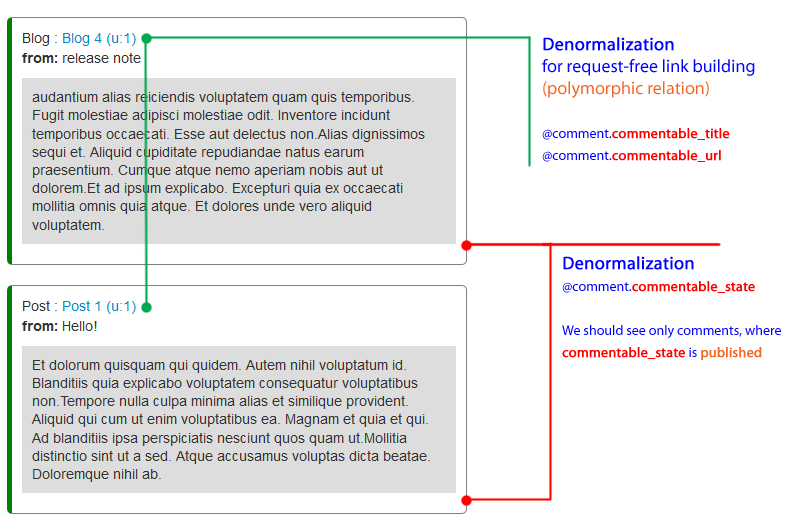 Blog : Blog 4 (u:1)
from: release note
audantium alias reiciendis voluptatem quam quis temporibus.
Fugit molestiae adipisci molestiae odit. Inventore incidunt
temporibus occaecati. Esse aut delectus non.Alias dignissimos
sequi et. Aliquid cupiditate repudiandae natus earum
praesentium. Cumque atque nemo aperiam nobis aut ut
dolorem.Et ad ipsum explicabo. Excepturi quia ex occaecati
mollitia omnis quia atque. Et dolores unde vero aliquid
voluptatem.
Denormalization
for request-free link building
(polymorphic relation)
@comment.commentable_title
@comment.commentable_url
Post : Post 1 (u:1)
from: Hello!
Et dolorum quisquam qui quidem. Autem nihil voluptatum id.
Blanditiis quia explicabo voluptatem consequatur voluptatibus
non.Tempore nulla culpa minima alias et similique provident.
Aliquid qui cum ut enim voluptatibus ea. Magnam et quia et qui.
Ad blanditiis ipsa perspiciatis nesciunt quos quam ut.Mollitia
distinctio sint ut a sed. Atque accusamus voluptas dicta beatae.
Doloremque nihil ab.
Denormalization
@comment.commentable_state
We should see only comments, where
commentable_state is published